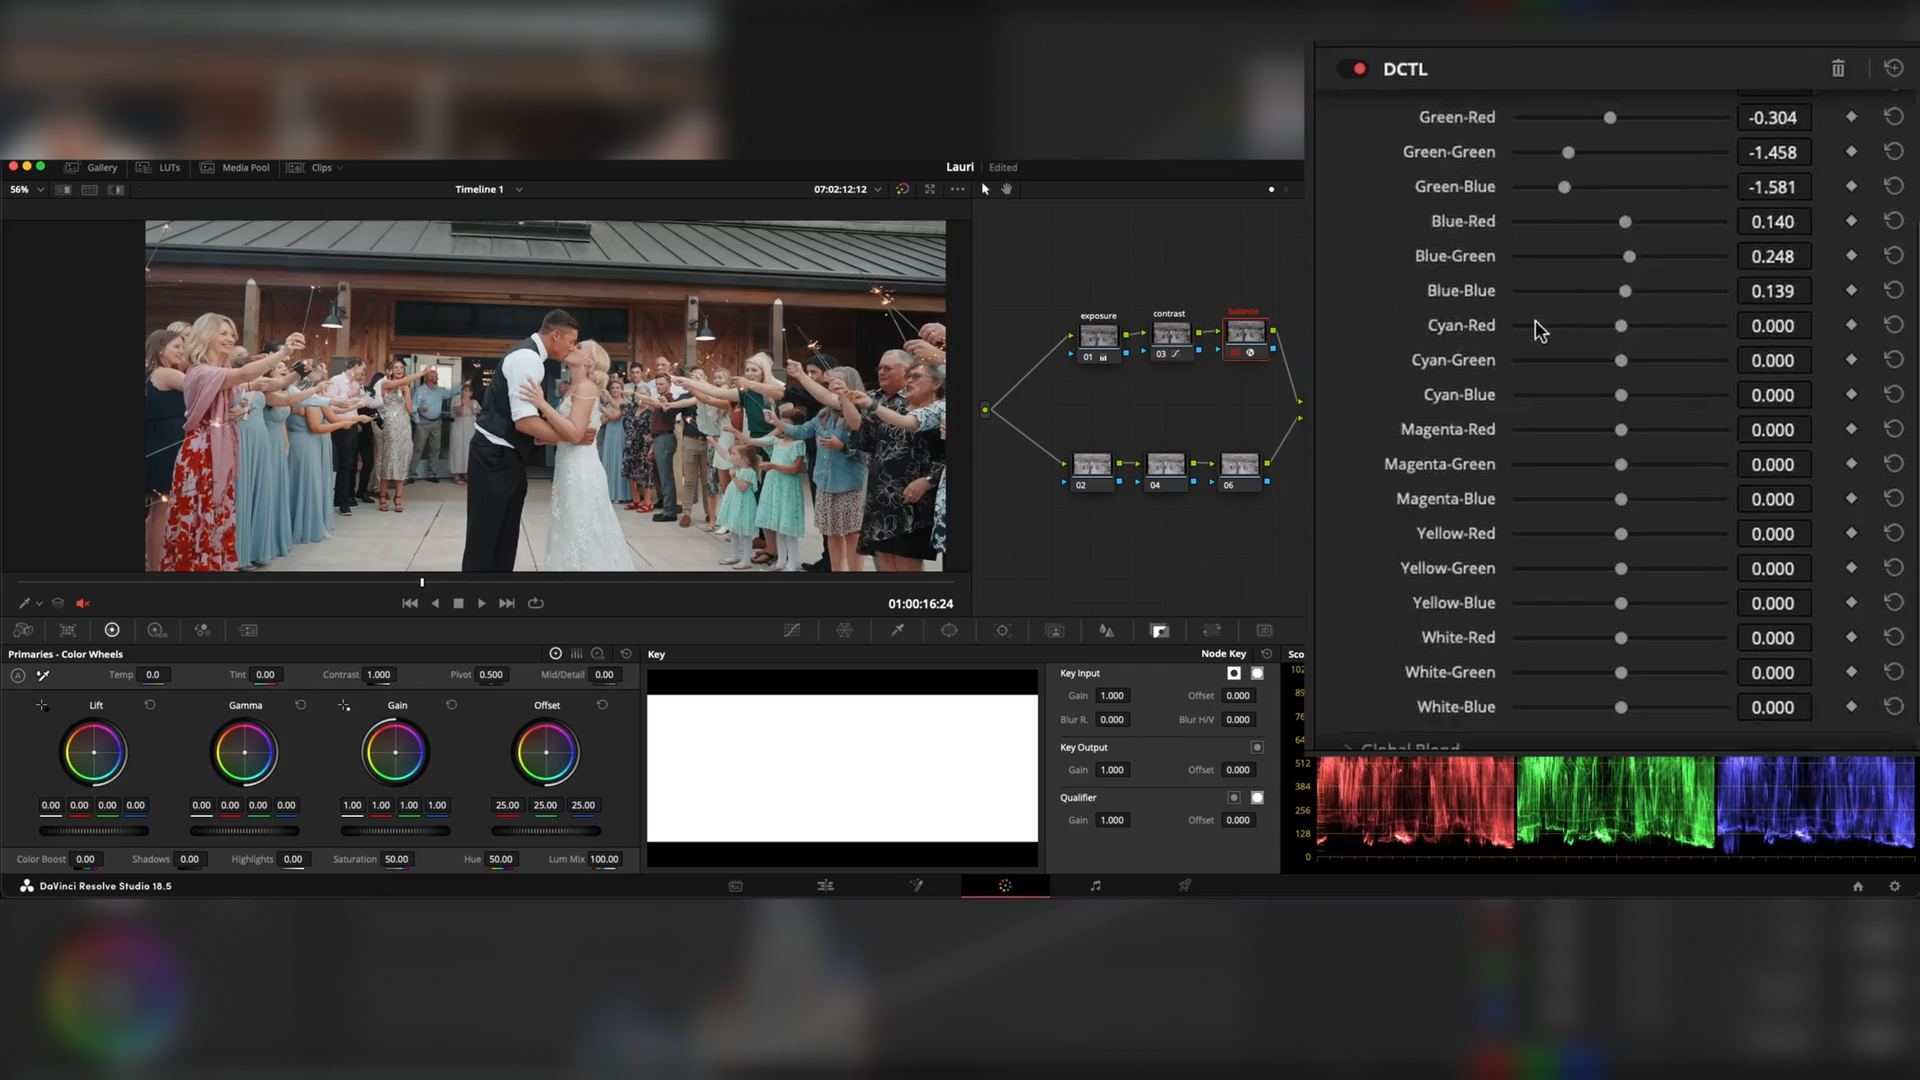 DCTL
Green-Red -0.304
Green-Green -1.458
Green-Blue -1.581
Blue-Red 0.140
Blue-Green 0.248
Blue-Blue 0.139
Cyan-Red 0.000
Cyan-Green 0.000
Cyan-Blue 0.000
Magenta-Red 0.000
Magenta-Green 0.000
Magenta-Blue 0.000
Yellow-Red 0.000
Yellow-Green 0.000
Yellow-Blue 0.000
White-Red 0.000
White-Green 0.000
White-Blue 0.000
Global Blend
Gallery LUTs Media Pool Clips Lauri Edited
56% Timeline 1 07:02:12:12
exposure contrast balance
01 03 05
02 04 06
01:00:16:24
HDR
Primaries - Color Wheels
Temp 0.0 Tint 0.00 Contrast 1.000 Pivot 0.500 Mid/Detail 0.00
Lift Gamma Gain Offset
0.00 0.00 0.00 0.00 0.00 0.00 0.00 0.00 1.00 1.00 1.00 1.00 25.00 25.00 25.00
Color Boost 0.00 Shadows 0.00 Highlights 0.00 Saturation 50.00 Hue 50.00 Lum Mix 100.00
Key Node Key
Key Input
Gain 1.000 Offset 0.000
Blur R. 0.000 Blur H/V 0.000
Key Output
Gain 1.000 Offset 0.000
Qualifier
Gain 1.000 Offset 0.000
Sco
512
384
256
128
0
DaVinci Resolve Studio 18.5